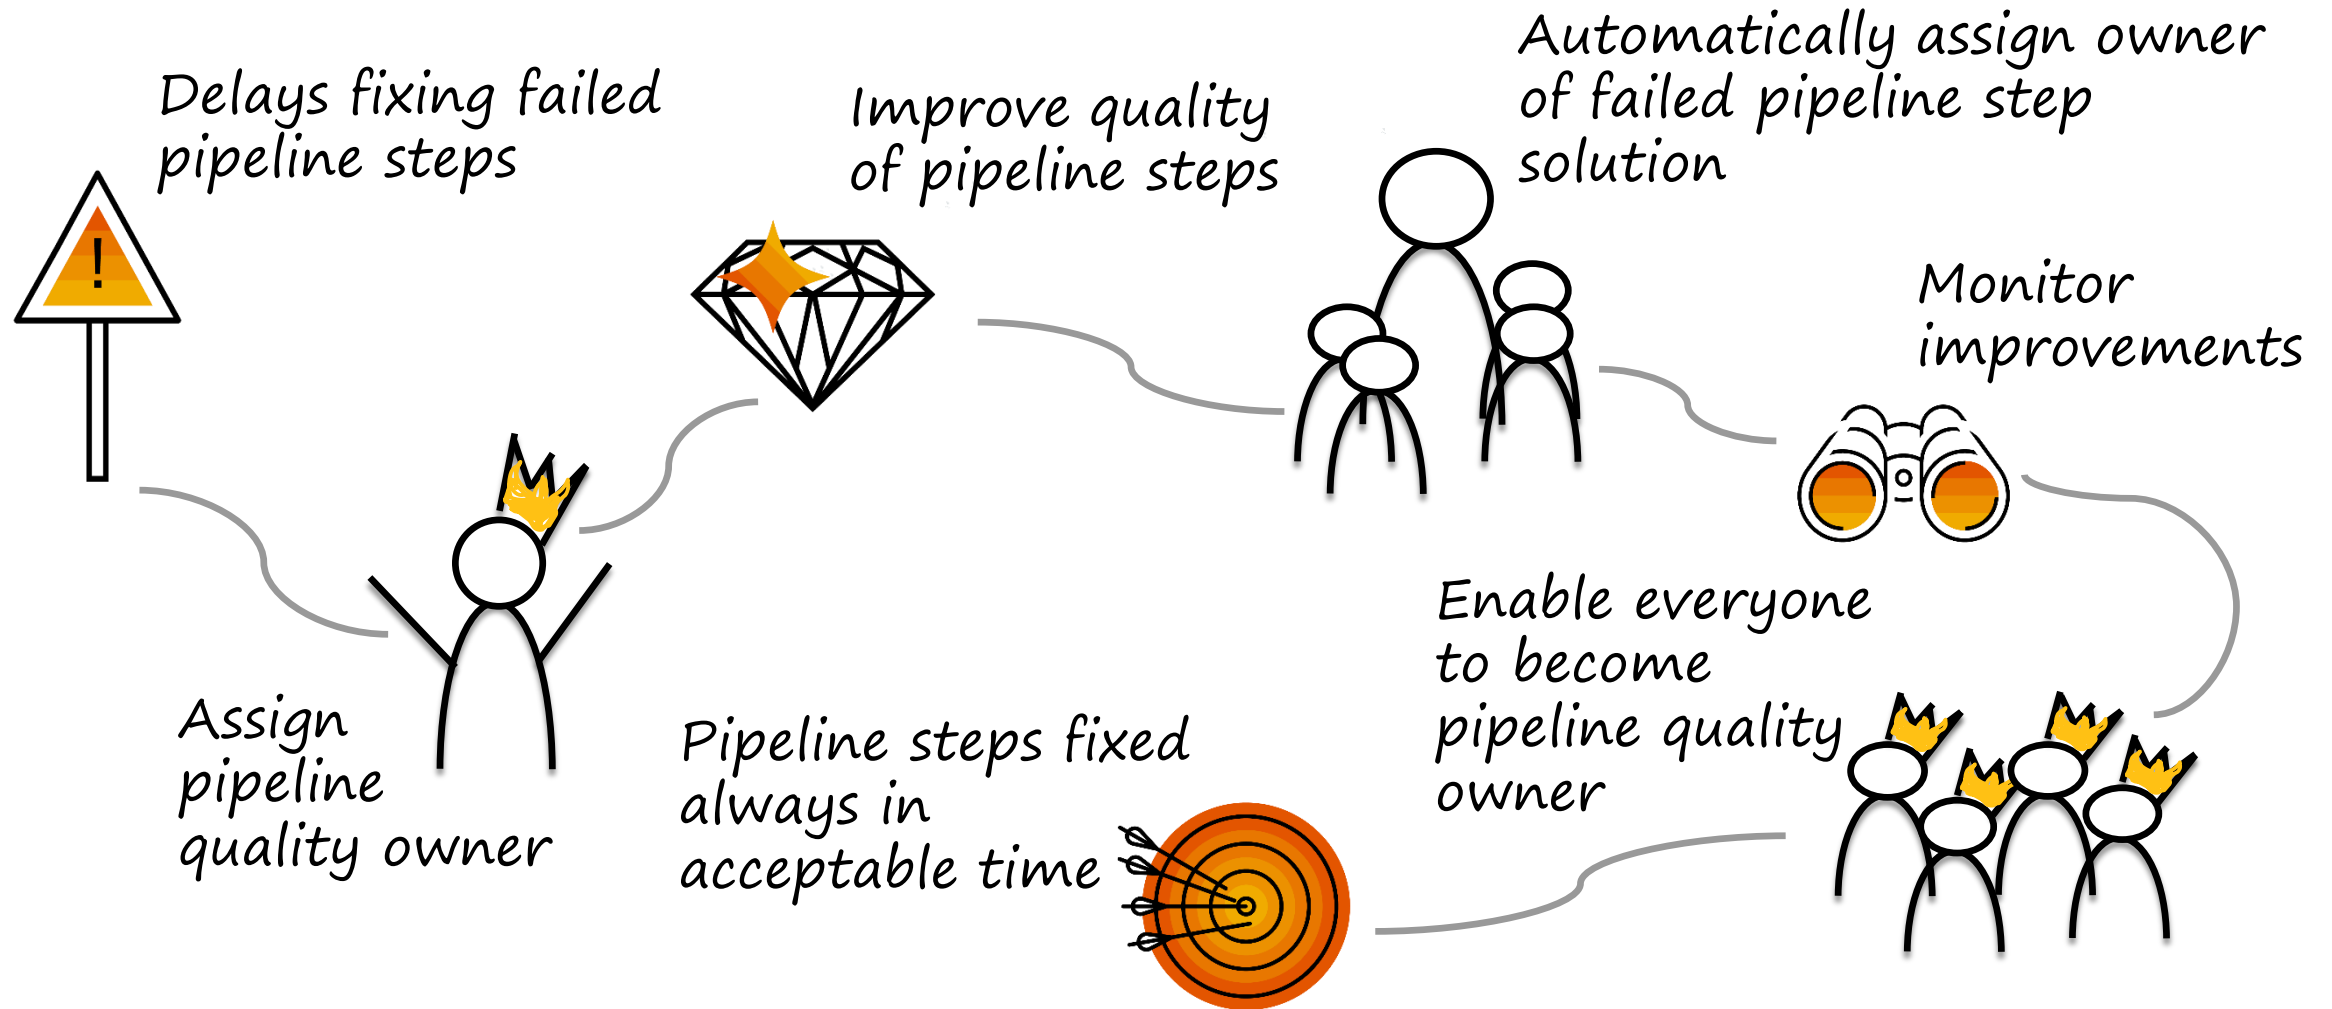 Delays fixing failed
pipeline steps
!
Assign
pipeline
quality owner
Improve quality
of pipeline steps
Automatically assign owner
of failed pipeline step
solution
Monitor
improvements
Enable everyone
to become
pipeline quality
owner
Pipeline steps fixed
always in
acceptable time